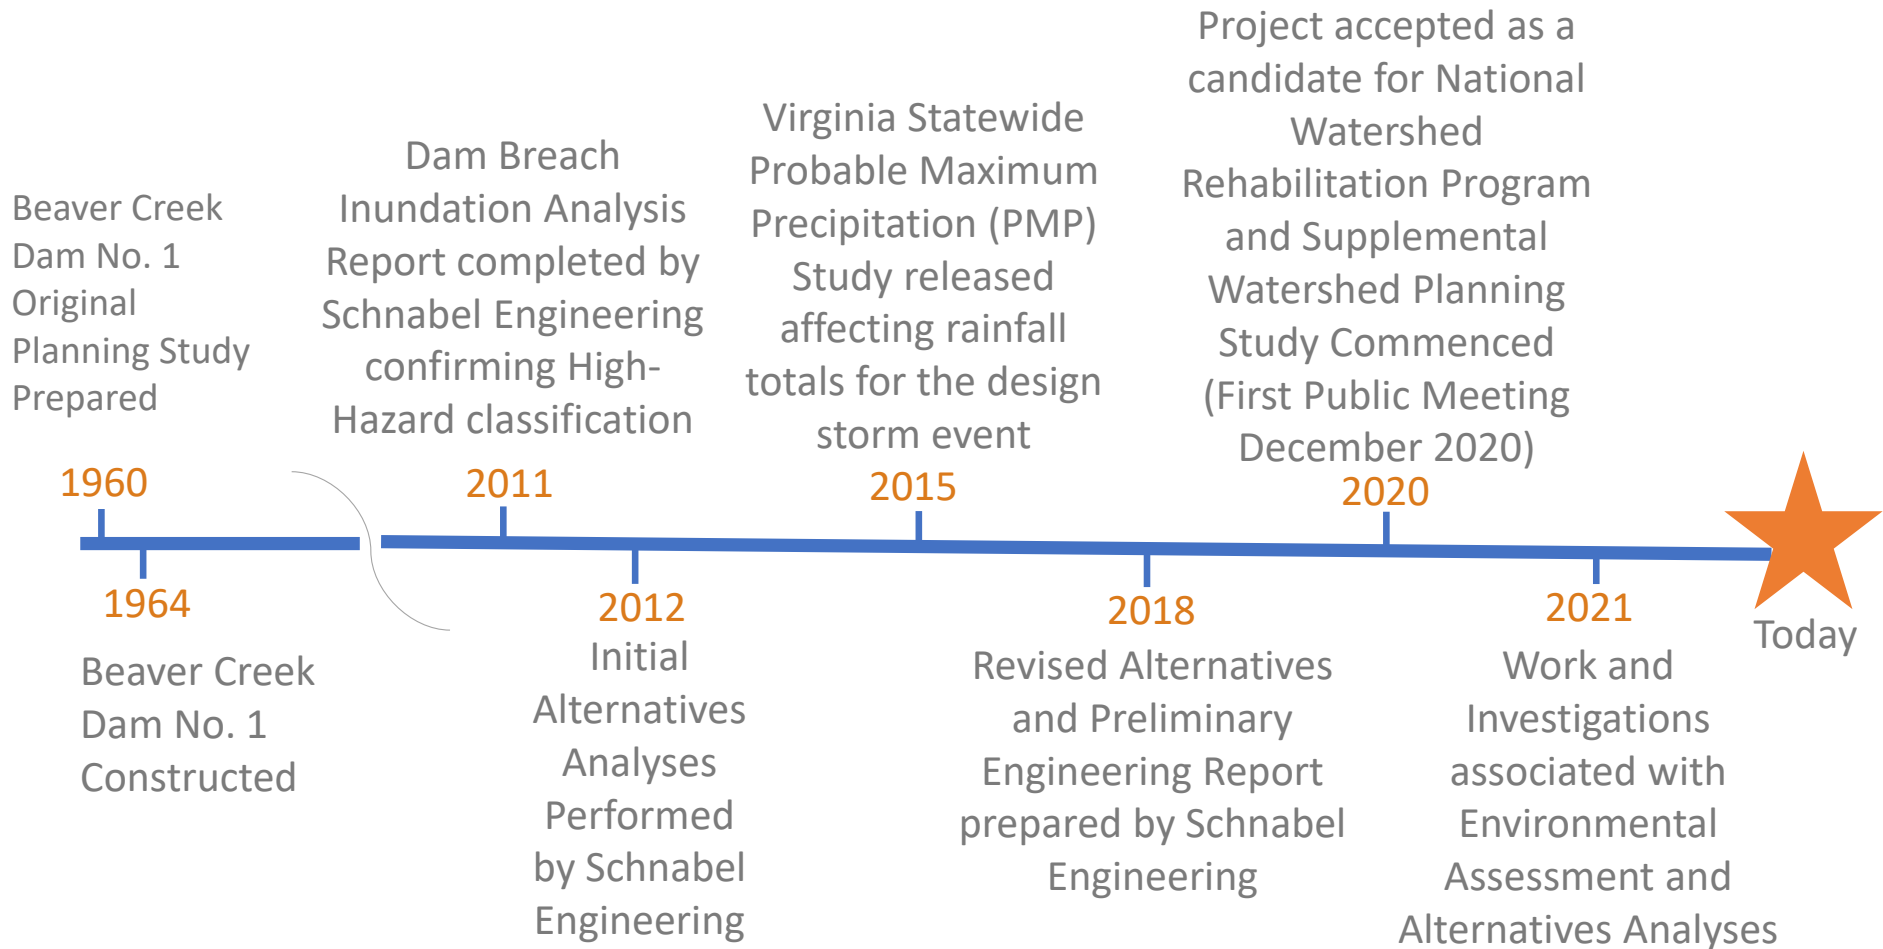 Beaver Creek
Dam No. 1
Original
Planning Study
Prepared
1960
1964
Beaver Creek
Dam No. 1
Constructed
Dam Breach
Inundation Analysis
Report completed by
Schnabel Engineering
confirming High-
Hazard classification
2011
2012
Initial
Alternatives
Analyses
Performed
by Schnabel
Engineering
Virginia Statewide
Probable Maximum
Precipitation (PMP)
Study released
affecting rainfall
totals for the design
storm event
2015
2018
Revised Alternatives
and Preliminary
Engineering Report
prepared by Schnabel
Engineering
Project accepted as a
candidate for National
Watershed
Rehabilitation Program
and Supplemental
Watershed Planning
Study Commenced
(First Public Meeting
December 2020)
2020
2021
Work and
Investigations
associated with
Environmental
Assessment and
Alternatives Analyses
Today